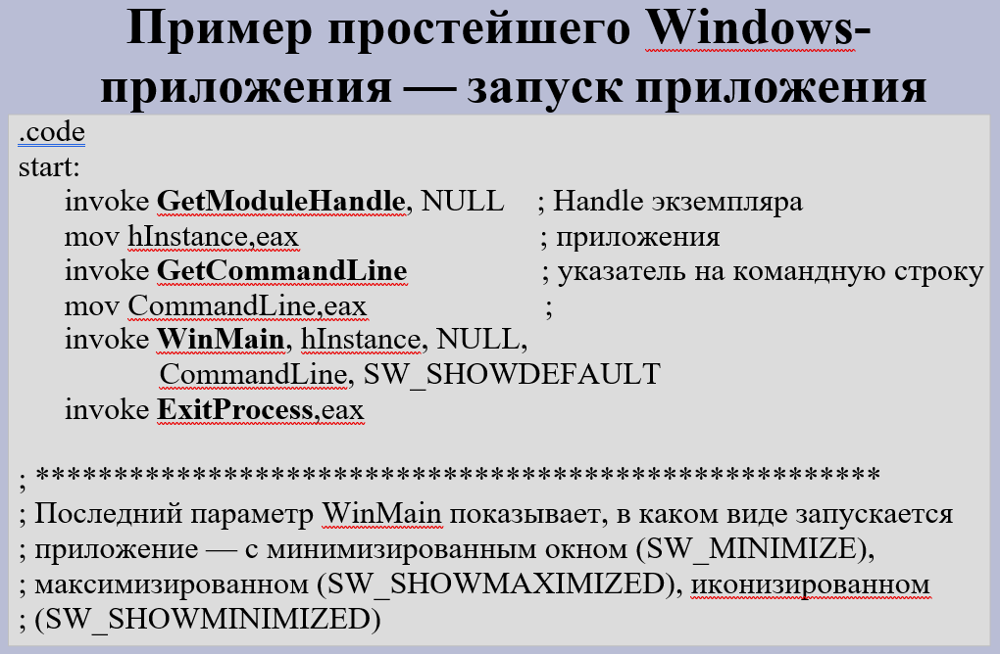 Пример простейшего Windows-
приложения — запуск приложения
.code
start:
invoke GetModuleHandle, NULL ; Handle экземпляра
mov hInstance,eax ; приложения
invoke GetCommandLine ; указатель на командную строку
mov CommandLine,eax ;
invoke WinMain, hInstance, NULL,
CommandLine, SW_SHOWDEFAULT
invoke ExitProcess,eax
; ******************************************************
; Последний параметр WinMain показывает, в каком виде запускается
; приложение — с минимизированным окном (SW_MINIMIZE),
; максимизированном (SW_SHOWMAXIMIZED), иконизированном
; (SW_SHOWMINIMIZED)